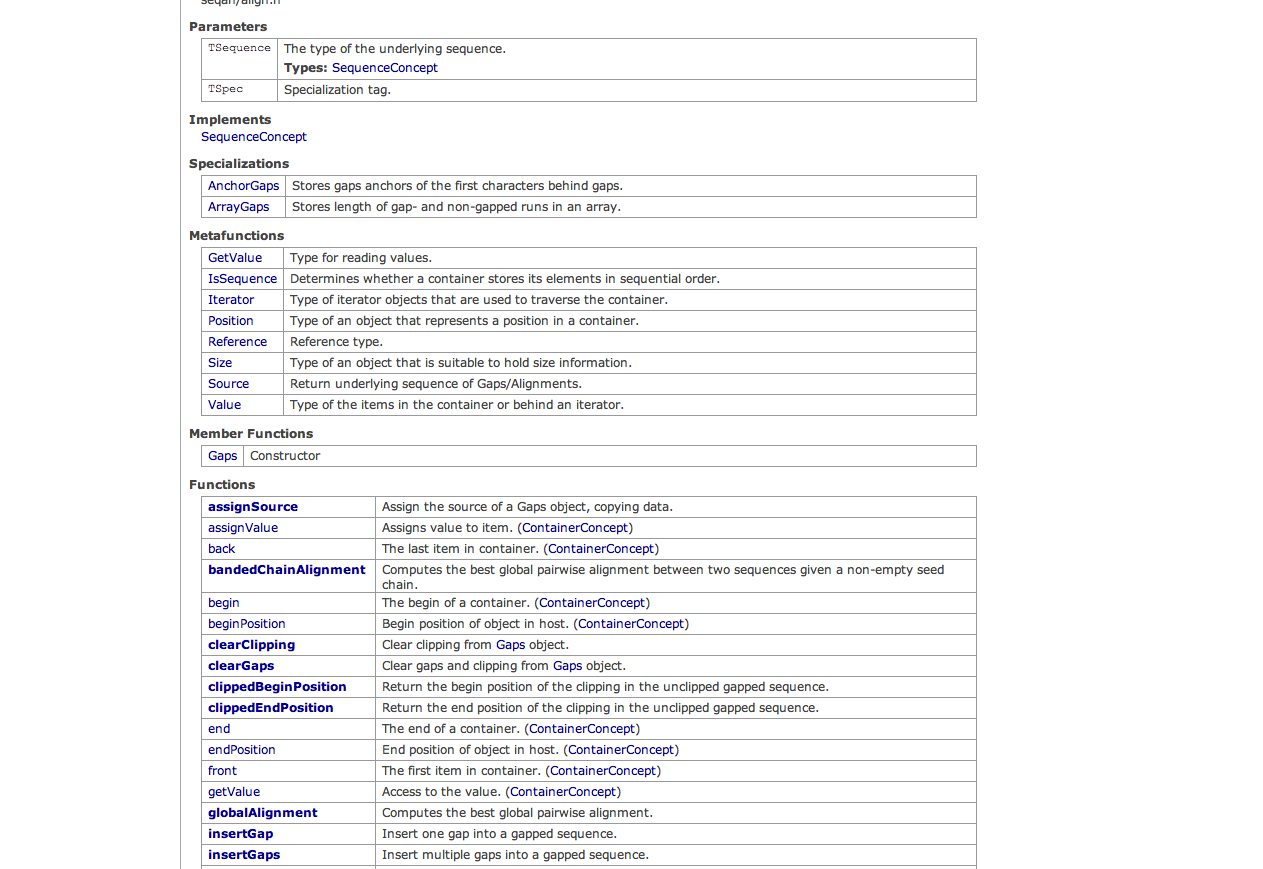 seqan/align.h
Parameters
TSequence The type of the underlying sequence.
Types: SequenceConcept
TSpec Specialization tag.
Implements
SequenceConcept
Specializations
AnchorGaps Stores gaps anchors of the first characters behind gaps.
ArrayGaps Stores length of gap- and non-gapped runs in an array.
Metafunctions
GetValue Type for reading values.
IsSequence Determines whether a container stores its elements in sequential order.
Iterator Type of iterator objects that are used to traverse the container.
Position Type of an object that represents a position in a container.
Reference Reference type.
Size Type of an object that is suitable to hold size information.
Source Return underlying sequence of Gaps/Alignments.
Value Type of the items in the container or behind an iterator.
Member Functions
Gaps Constructor
Functions
assignSource Assign the source of a Gaps object, copying data.
assignValue Assigns value to item. (ContainerConcept)
back The last item in container. (ContainerConcept)
bandedChainAlignment Computes the best global pairwise alignment between two sequences given a non-empty seed
chain.
begin The begin of a container. (ContainerConcept)
beginPosition Begin position of object in host. (ContainerConcept)
clearClipping Clear clipping from Gaps object.
clearGaps Clear gaps and clipping from Gaps object.
clippedBeginPosition Return the begin position of the clipping in the unclipped gapped sequence.
clippedEndPosition Return the end position of the clipping in the unclipped gapped sequence.
end The end of a container. (ContainerConcept)
endPosition End position of object in host. (ContainerConcept)
front The first item in container. (ContainerConcept)
getValue Access to the value. (ContainerConcept)
globalAlignment Computes the best global pairwise alignment.
insertGap Insert one gap into a gapped sequence.
insertGaps Insert multiple gaps into a gapped sequence.